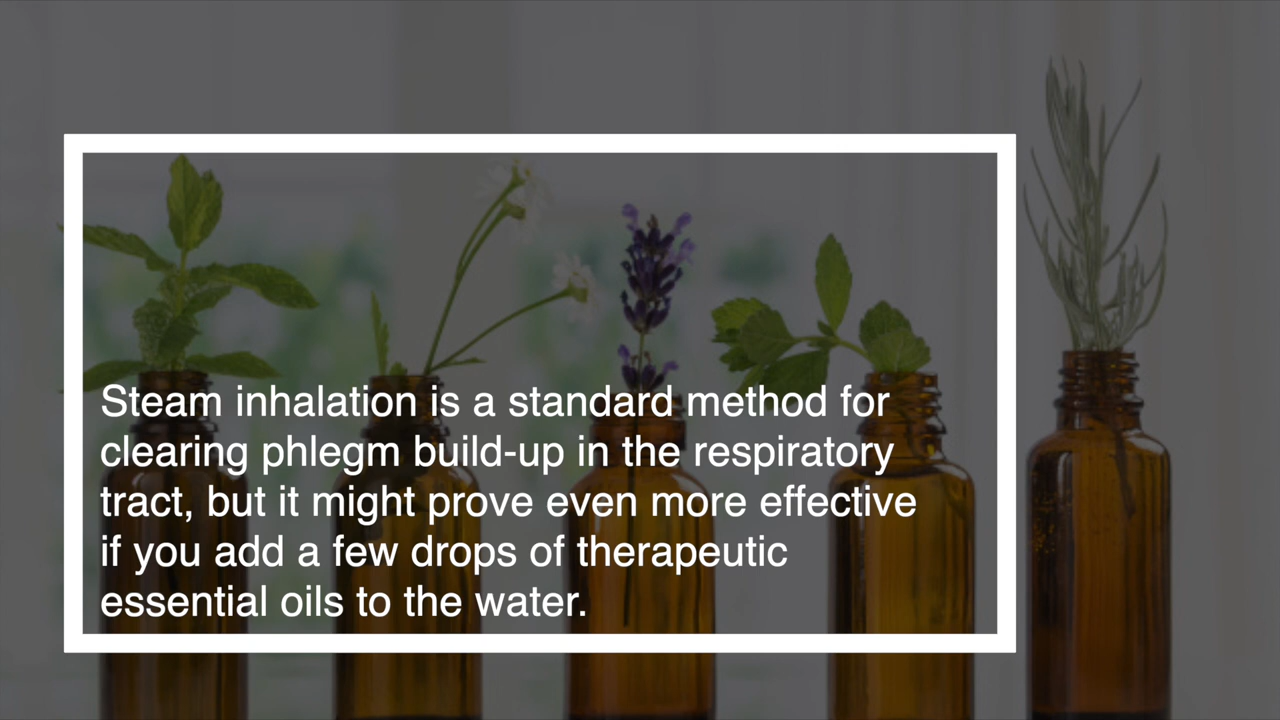 Steam inhalation is a standard method for
clearing phlegm build-up in the respiratory
tract, but it might prove even more effective
if you add a few drops of therapeutic
essential oils to the water.